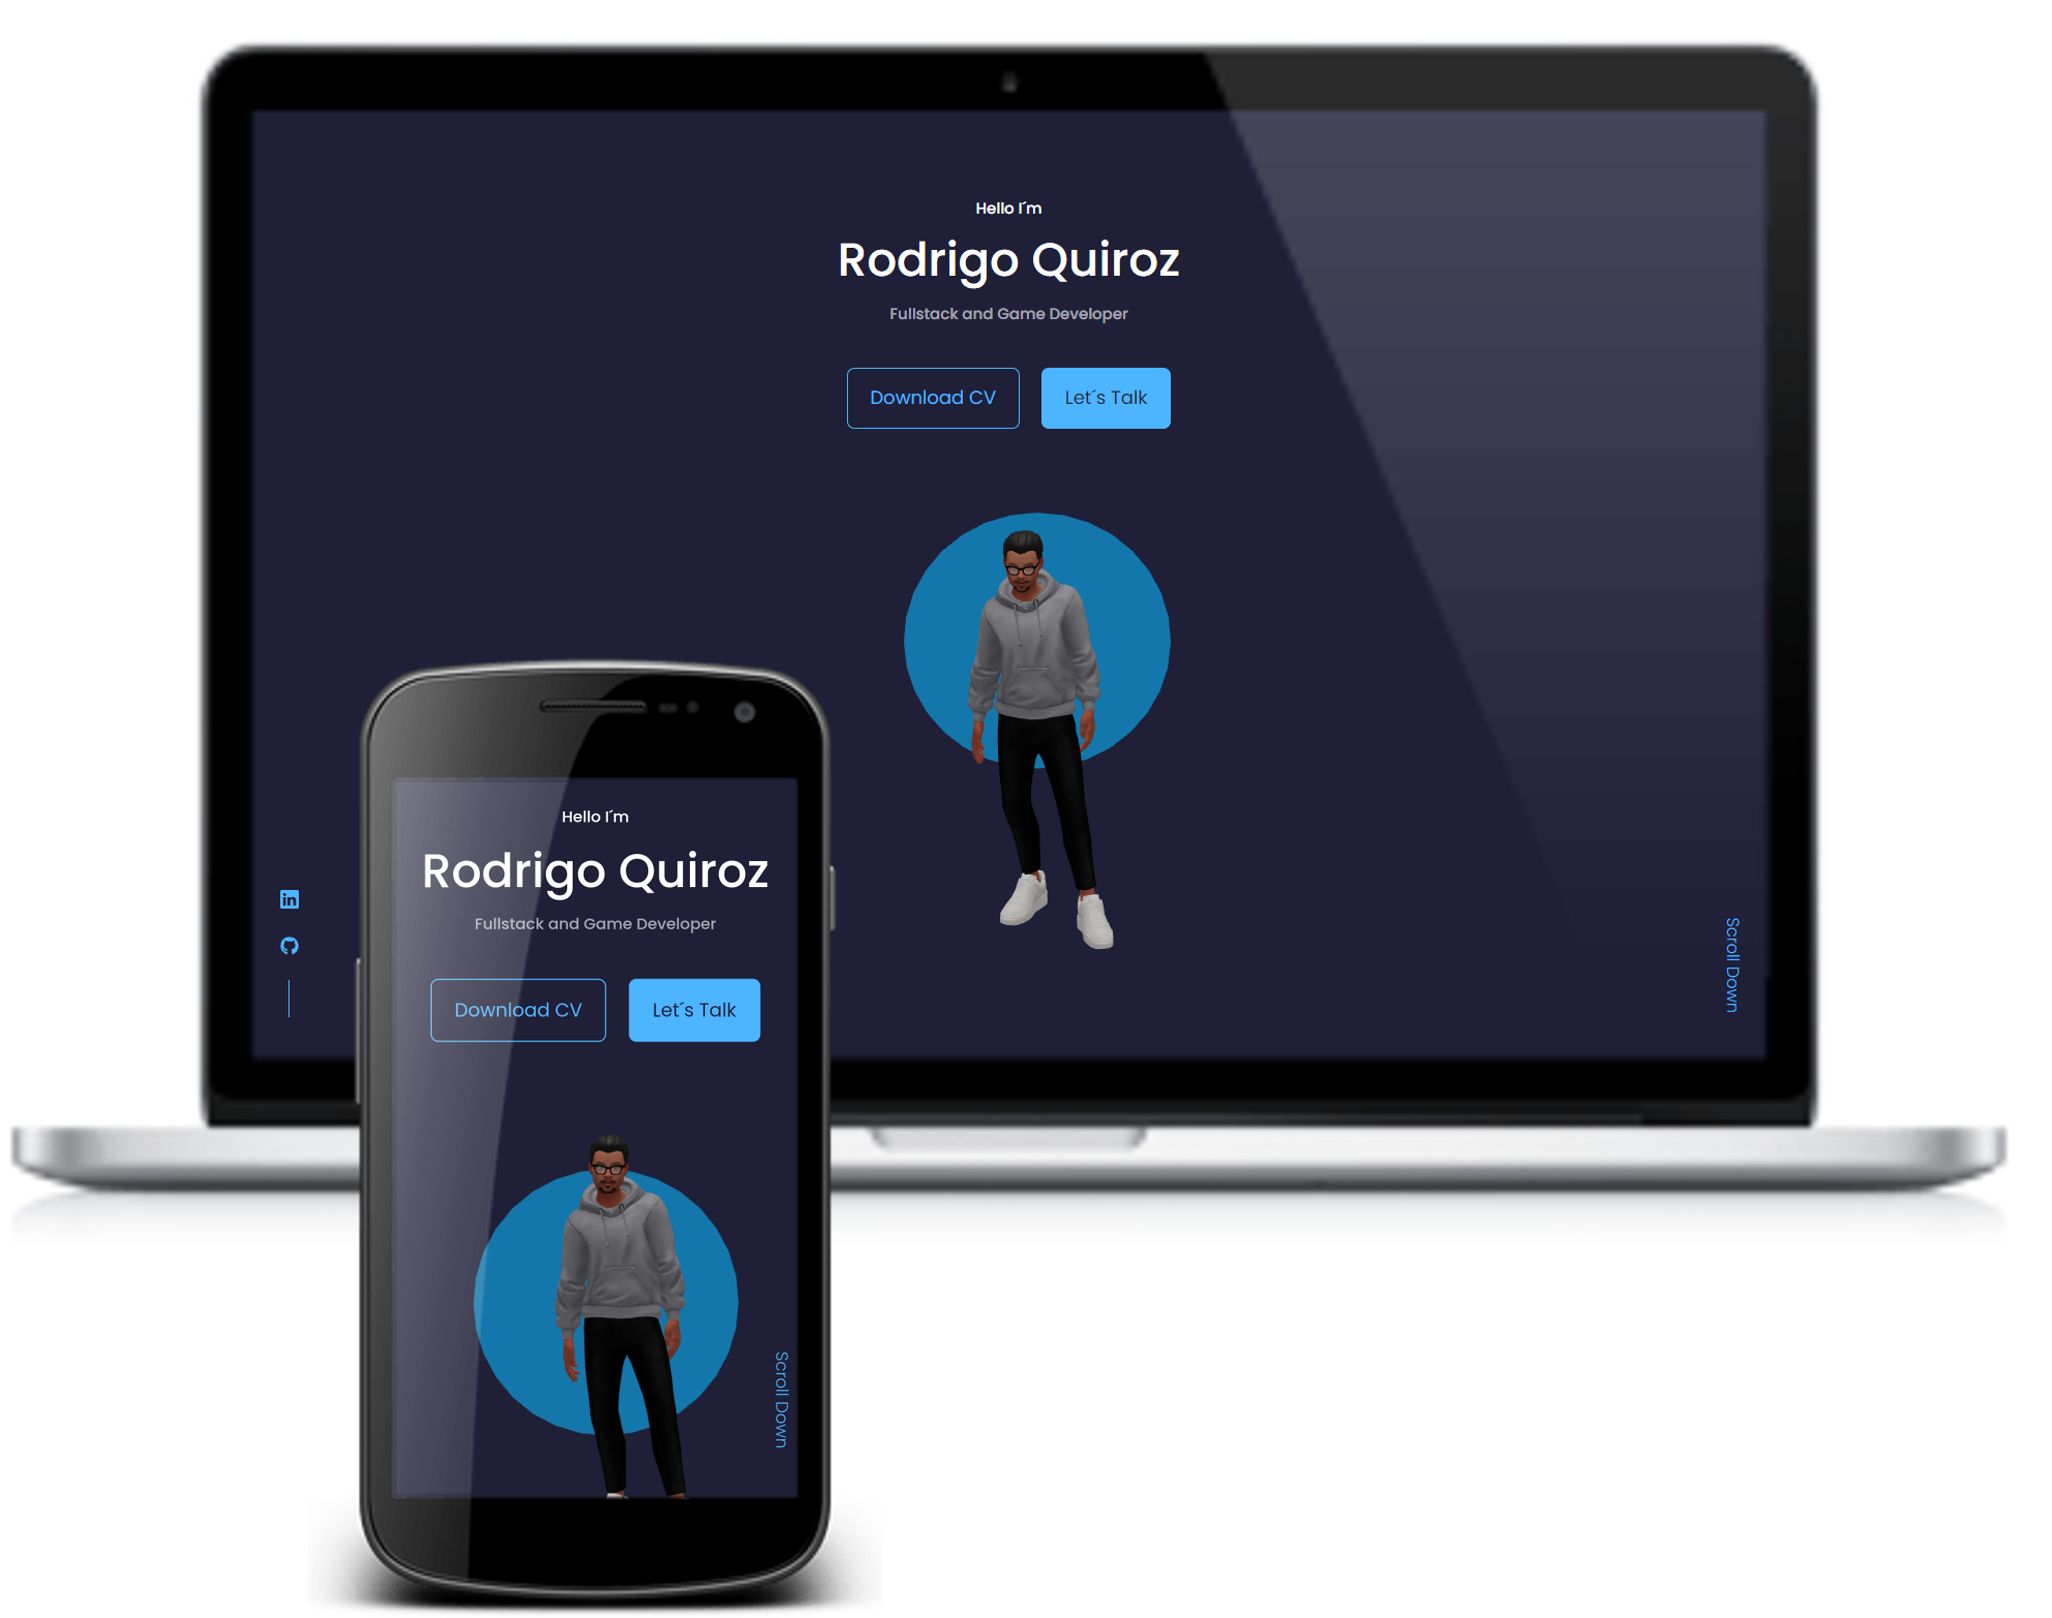 Hello I´m
Rodrigo Quiroz
Fullstack and Game Developer
Download CV
Let´s Talk
in
Scroll Down
Hello I´m
Rodrigo Quiroz
Fullstack and Game Developer
Download CV
Let´s Talk
Scroll Down